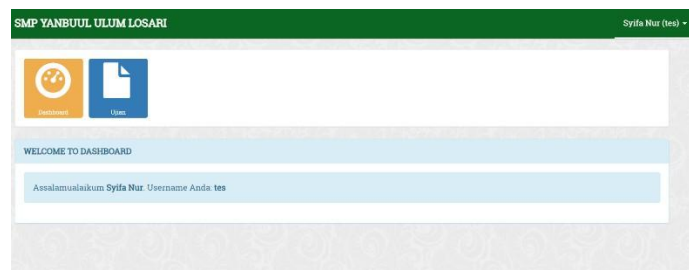 SMP YANBUUL ULUM LOSARI
Syifa Nur (tes)
Dashboard
Ujian
WELCOME TO DASHBOARD
Assalamualaikum Syifa Nur. Username Anda: tes